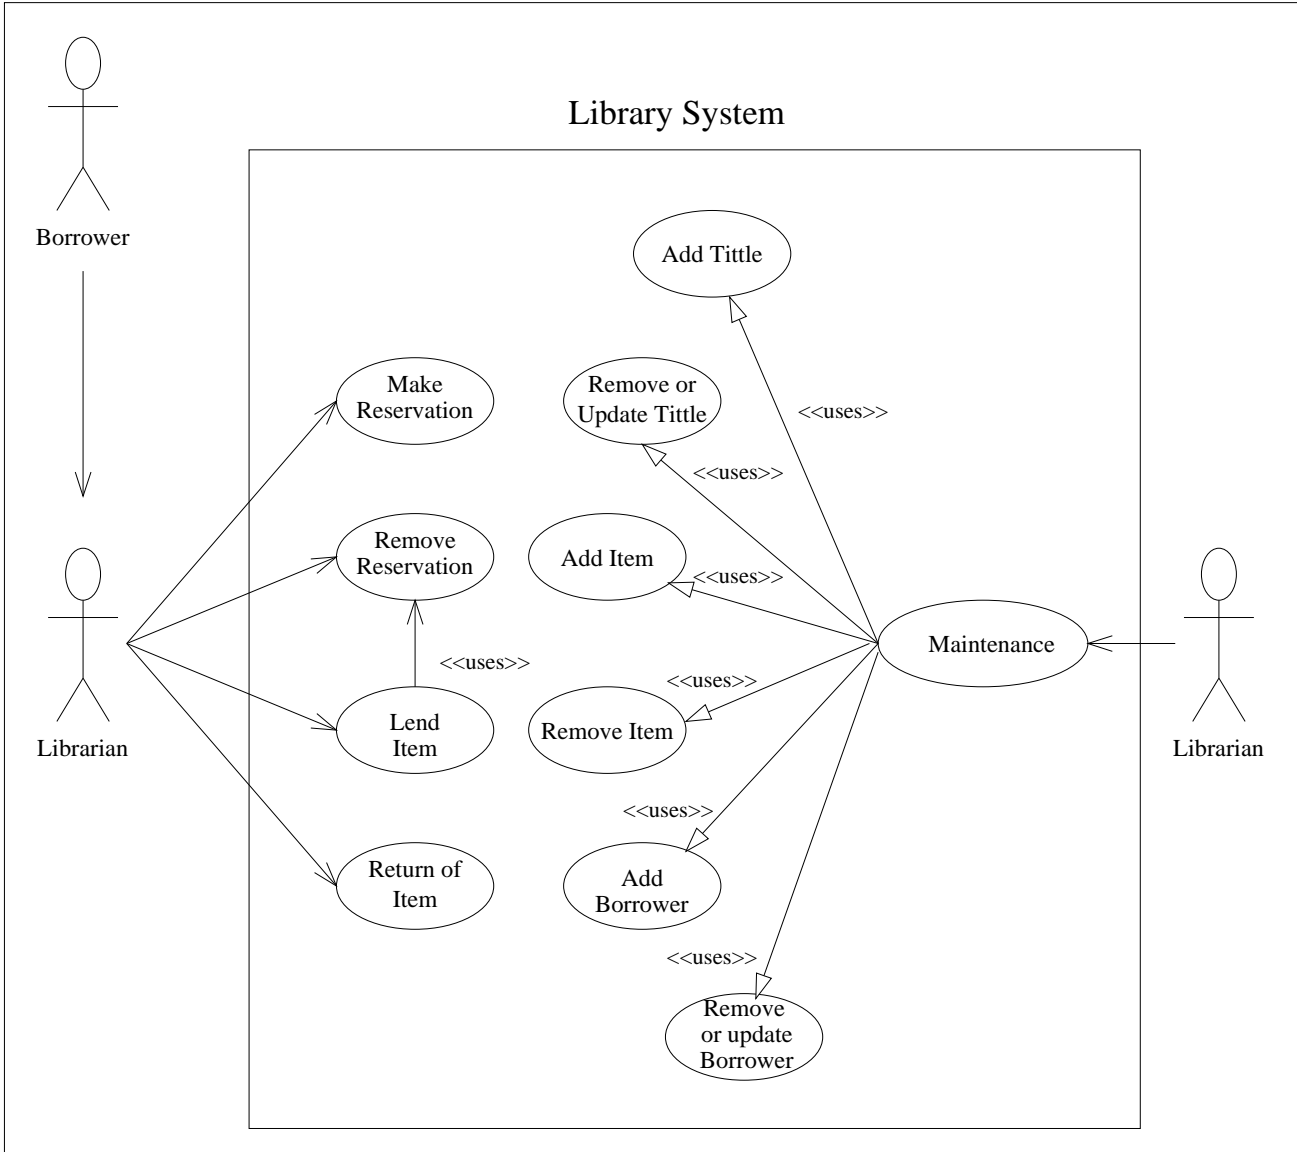 Library System
Borrower
Add Tittle
Make
Reservation
Remove or
Update Tittle
<<uses>>
<<uses>>
Remove
Reservation
Add Item
<<uses>>
<<uses>>
Maintenance
<<uses>>
Lend
Item
Remove Item
Librarian
Librarian
<<uses>>
Return of
Item
Add
Borrower
<<uses>>
Remove
or update
Borrower